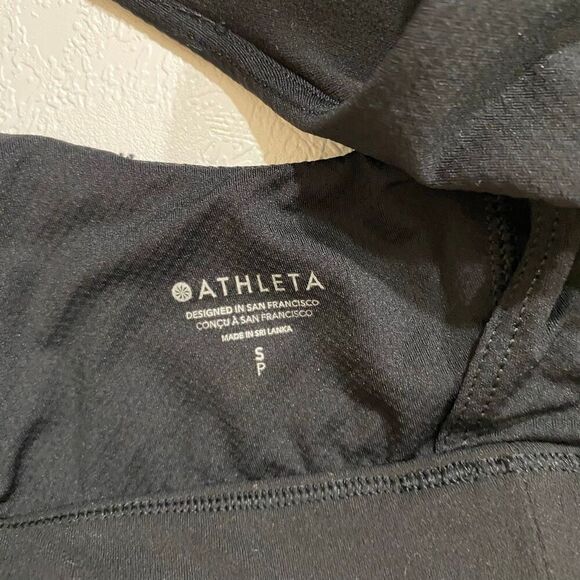 ATHLETA
DESIGNED IN SAN FRANCISCO
CONÇU À SAN FRANCISCO
MADE IN SRI LANKA
S
P